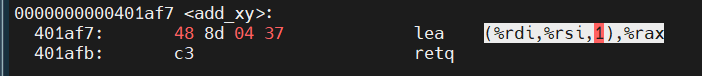 0000000000401af7 <add_xy>:
401af7: 48 8d 04 37 lea (%rdi,%rsi,1),%rax
401afb: c3 retq